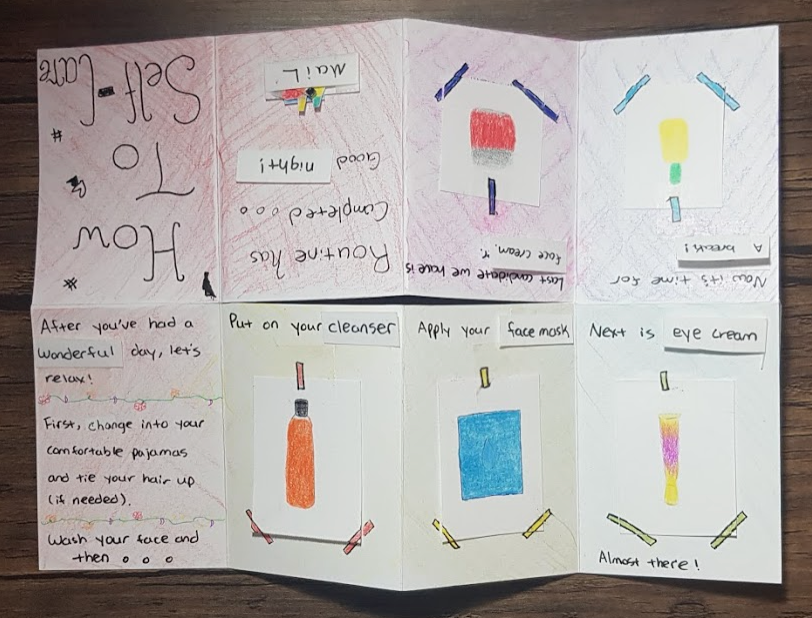 How
To
Self-Care
After you've had a
wonderful day, let's
relax!
First, change into your
comfortable pajamas
and tie your hair up
(if needed).
Wash your face and
then o o o
Put on your cleanser
Apply your face mask
Next is eye cream
Almost there!
Now it's time for
A break!
Last candidate we have is
face cream.
Routine has
Completed o o o
Good night!
Mail